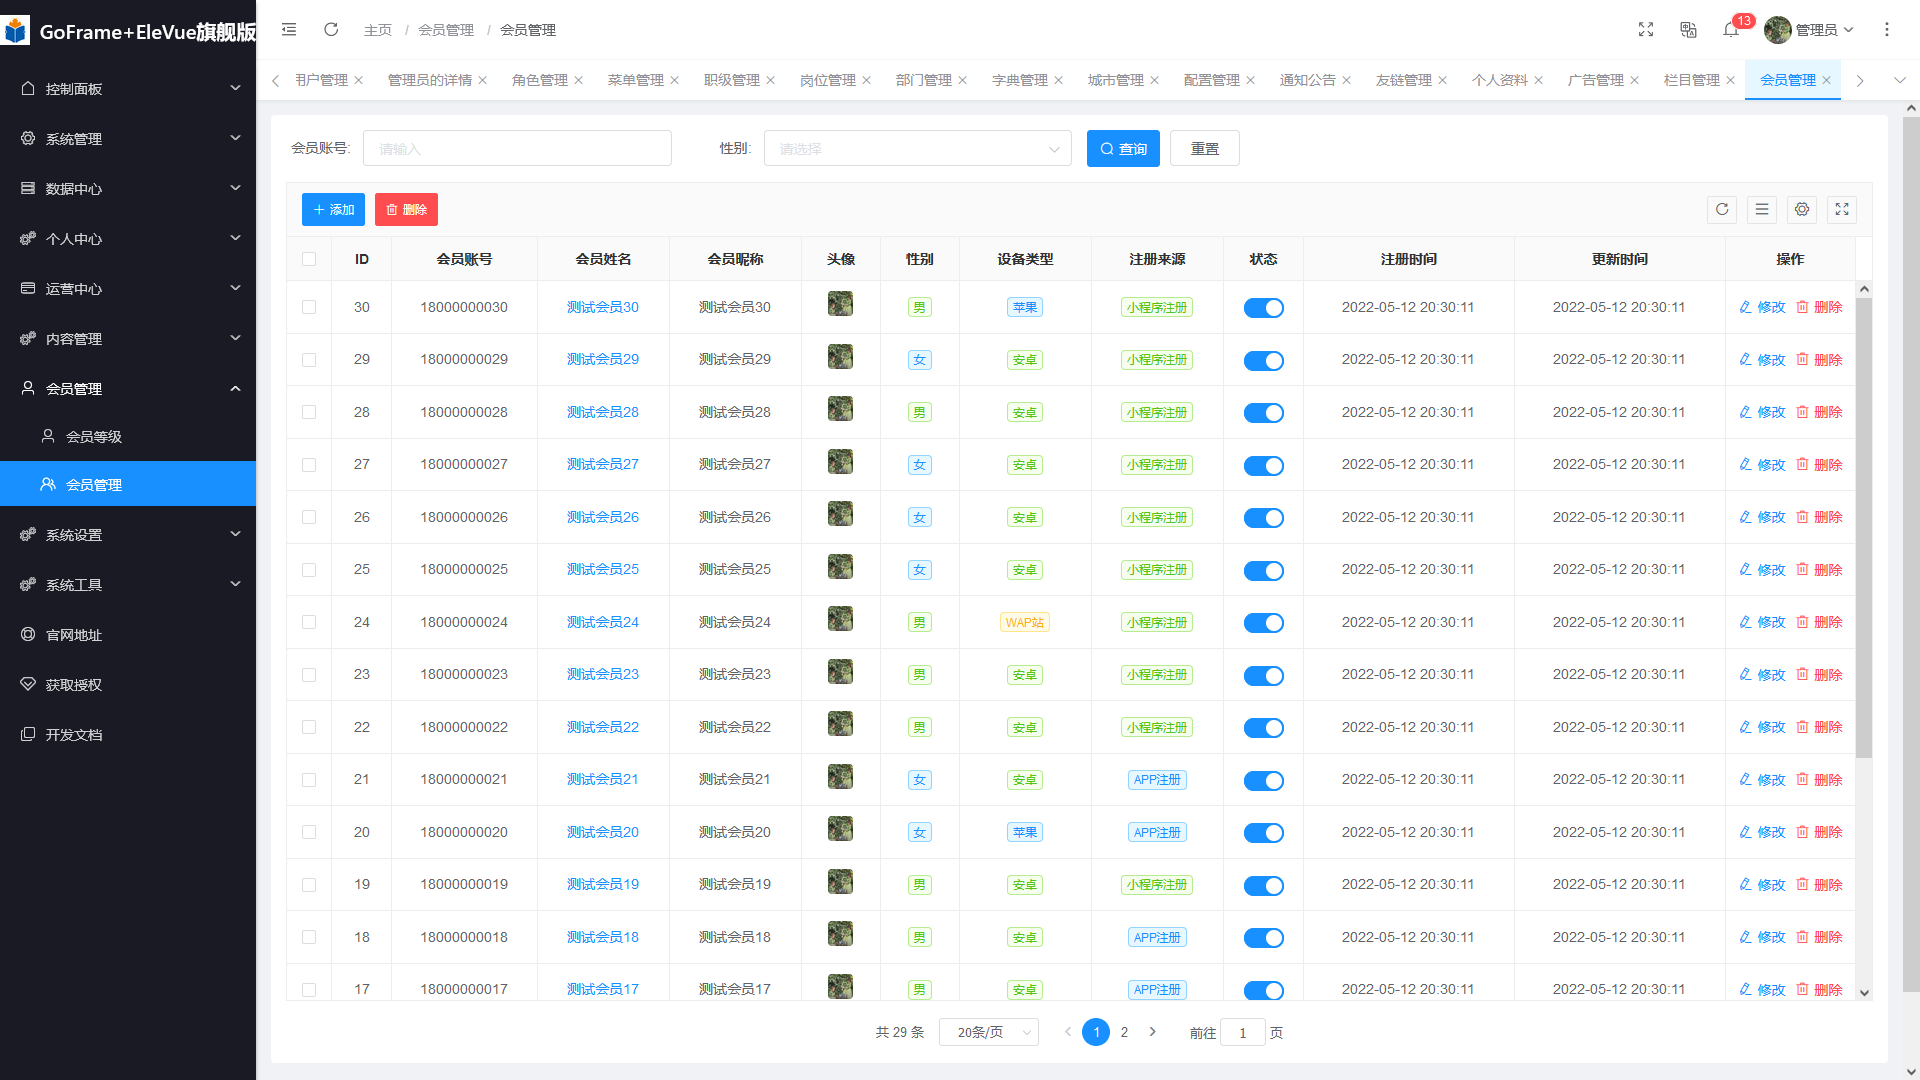 GoFrame+EleVue旗舰版
主页 / 会员管理 / 会员管理
13
管理员
控制面板
系统管理
数据中心
个人中心
运营中心
内容管理
会员管理
会员等级
会员管理
系统设置
系统工具
官网地址
获取授权
开发文档
用户管理 管理员的详情 角色管理 菜单管理 职级管理 岗位管理 部门管理 字典管理 城市管理 配置管理 通知公告 友链管理 个人资料 广告管理 栏目管理 会员管理
会员账号: 请输入 性别: 请选择 查询 重置
添加 删除
ID 会员账号 会员姓名 会员昵称 头像 性别 设备类型 注册来源 状态 注册时间 更新时间 操作
30 18000000030 测试会员30 测试会员30 男 苹果 小程序注册 2022-05-12 20:30:11 2022-05-12 20:30:11 修改 删除
29 18000000029 测试会员29 测试会员29 女 安卓 小程序注册 2022-05-12 20:30:11 2022-05-12 20:30:11 修改 删除
28 18000000028 测试会员28 测试会员28 男 安卓 小程序注册 2022-05-12 20:30:11 2022-05-12 20:30:11 修改 删除
27 18000000027 测试会员27 测试会员27 女 安卓 小程序注册 2022-05-12 20:30:11 2022-05-12 20:30:11 修改 删除
26 18000000026 测试会员26 测试会员26 女 安卓 小程序注册 2022-05-12 20:30:11 2022-05-12 20:30:11 修改 删除
25 18000000025 测试会员25 测试会员25 女 安卓 小程序注册 2022-05-12 20:30:11 2022-05-12 20:30:11 修改 删除
24 18000000024 测试会员24 测试会员24 男 WAP站 小程序注册 2022-05-12 20:30:11 2022-05-12 20:30:11 修改 删除
23 18000000023 测试会员23 测试会员23 男 安卓 小程序注册 2022-05-12 20:30:11 2022-05-12 20:30:11 修改 删除
22 18000000022 测试会员22 测试会员22 男 安卓 小程序注册 2022-05-12 20:30:11 2022-05-12 20:30:11 修改 删除
21 18000000021 测试会员21 测试会员21 女 安卓 APP注册 2022-05-12 20:30:11 2022-05-12 20:30:11 修改 删除
20 18000000020 测试会员20 测试会员20 女 苹果 APP注册 2022-05-12 20:30:11 2022-05-12 20:30:11 修改 删除
19 18000000019 测试会员19 测试会员19 男 安卓 小程序注册 2022-05-12 20:30:11 2022-05-12 20:30:11 修改 删除
18 18000000018 测试会员18 测试会员18 男 安卓 APP注册 2022-05-12 20:30:11 2022-05-12 20:30:11 修改 删除
17 18000000017 测试会员17 测试会员17 男 安卓 APP注册 2022-05-12 20:30:11 2022-05-12 20:30:11 修改 删除
共 29 条 20条/页 1 2 前往 1 页